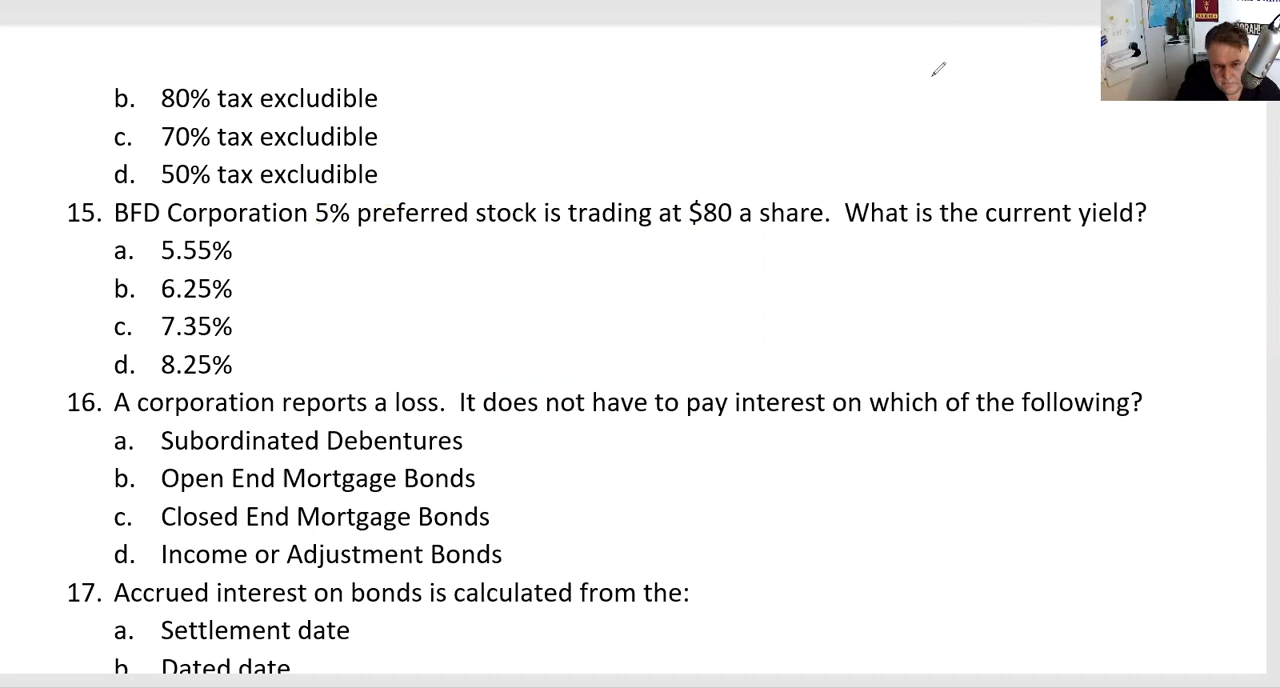 b. 80% tax excludible
c. 70% tax excludible
d. 50% tax excludible
15. BFD Corporation 5% preferred stock is trading at $80 a share.  What is the current yield?
a. 5.55%
b. 6.25%
c. 7.35%
d. 8.25%
16. A corporation reports a loss.  It does not have to pay interest on which of the following?
a. Subordinated Debentures
b. Open End Mortgage Bonds
c. Closed End Mortgage Bonds
d. Income or Adjustment Bonds
17. Accrued interest on bonds is calculated from the:
a. Settlement date
b Dated date